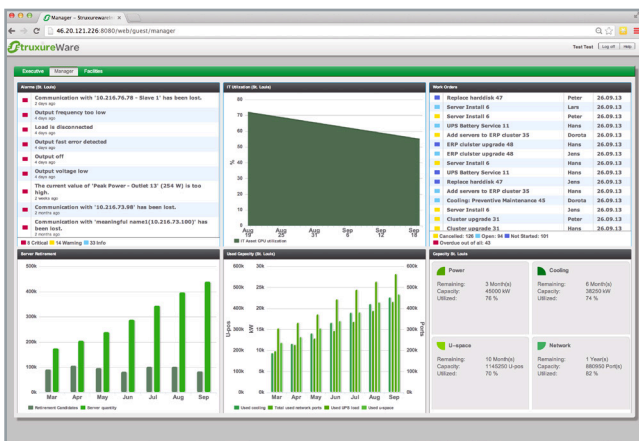 Manager - Struxureware
46.20.121.226:8080/web/guest/manager
StruxureWare
Test Test Log off Help
Executive Manager Facilities
Alarms (St. Louis)
Communication with '10.216.76.78 - Slave 1' has been lost.
2 days ago
Output frequency too low
4 days ago
Load is disconnected
4 days ago
Output fast error detected
4 days ago
Output off
4 days ago
Output voltage low
4 days ago
The current value of 'Peak Power - Outlet 13' (254 W) is too
high.
2 weeks ago
Communication with '10.216.73.98' has been lost.
2 months ago
Communication with 'meaningful name1(10.216.73.100)' has
been lost.
2 months ago
6 Critical 14 Warning 33 Info
IT Utilization (St. Louis)
80
70
60
50
40
30
20
10
0
%
Aug 19
Aug 25
Aug 31
Sep 6
Sep 12
Sep 18
IT Asset CPU utilization
Work Orders
Replace harddisk 47 Peter 26.09.13
Server Install 6 Lars 26.09.13
Server Install 6 Peter 26.09.13
UPS Battery Service 11 Hans 26.09.13
Add servers to ERP cluster 35 Dorota 26.09.13
ERP clulster upgrade 48 Hans 26.09.13
ERP clulster upgrade 48 Jens 26.09.13
Server Install 6 Hans 26.09.13
UPS Battery Service 11 Hans 26.09.13
Replace harddisk 47 Jens 26.09.13
Add servers to ERP cluster 35 Hans 26.09.13
Cooling: Preventive Maintenance 45 Dorota 26.09.13
Server Install 6 Jens 26.09.13
Cluster upgrade 31 Peter 26.09.13
Cluster upgrade 31 Hans 26.09.13
Cancelled: 126 Open: 94 Not Started: 101
Overdue out of all: 43
Server Retirement
500k
400k
300k
200k
100k
0k
Mar Apr May Jun Jul Aug Sep
Retirement Candidates Server quantity
Used Capacity (St. Louis)
600k 30k 600k
500k 25k 500k
400k 20k 400k
U-pos kW Ports
300k 15k 300k
200k 10k 200k
100k 5k 100k
0k 0k 0k
Mar Apr May Jun Jul Aug Sep
Used cooling Total used network ports Used UPS load Used u-space
Capacity St. Louis
Power
Remaining: 3 Month(s)
Capacity: 45000 kW
Utilized: 76 %
Cooling
Remaining: 6 Month(s)
Capacity: 38250 kW
Utilized: 74 %
U-space
Remaining: 10 Month(s)
Capacity: 1145250 U-pos
Utilized: 70 %
Network
Remaining: 1 Year(s)
Capacity: 880950 Port(s)
Utilized: 82 %